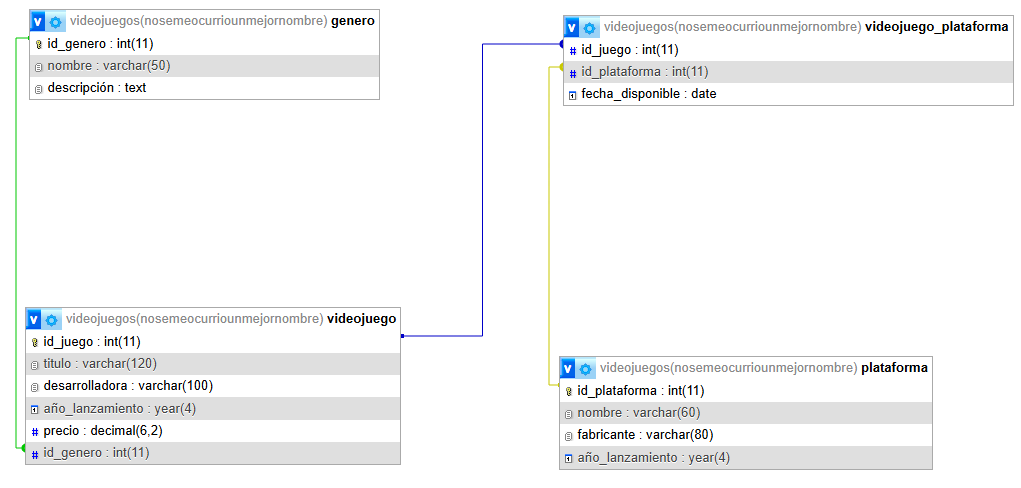 v videojuegos(nosemeocurriounmejornombre) genero
id_genero : int(11)
nombre : varchar(50)
descripción : text
v videojuegos(nosemeocurriounmejornombre) videojuego_plataforma
# id_juego : int(11)
# id_plataforma : int(11)
fecha_disponible : date
v videojuegos(nosemeocurriounmejornombre) videojuego
id_juego : int(11)
titulo : varchar(120)
desarrolladora : varchar(100)
año_lanzamiento : year(4)
# precio : decimal(6,2)
# id_genero : int(11)
v videojuegos(nosemeocurriounmejornombre) plataforma
id_plataforma : int(11)
nombre : varchar(60)
fabricante : varchar(80)
año_lanzamiento : year(4)